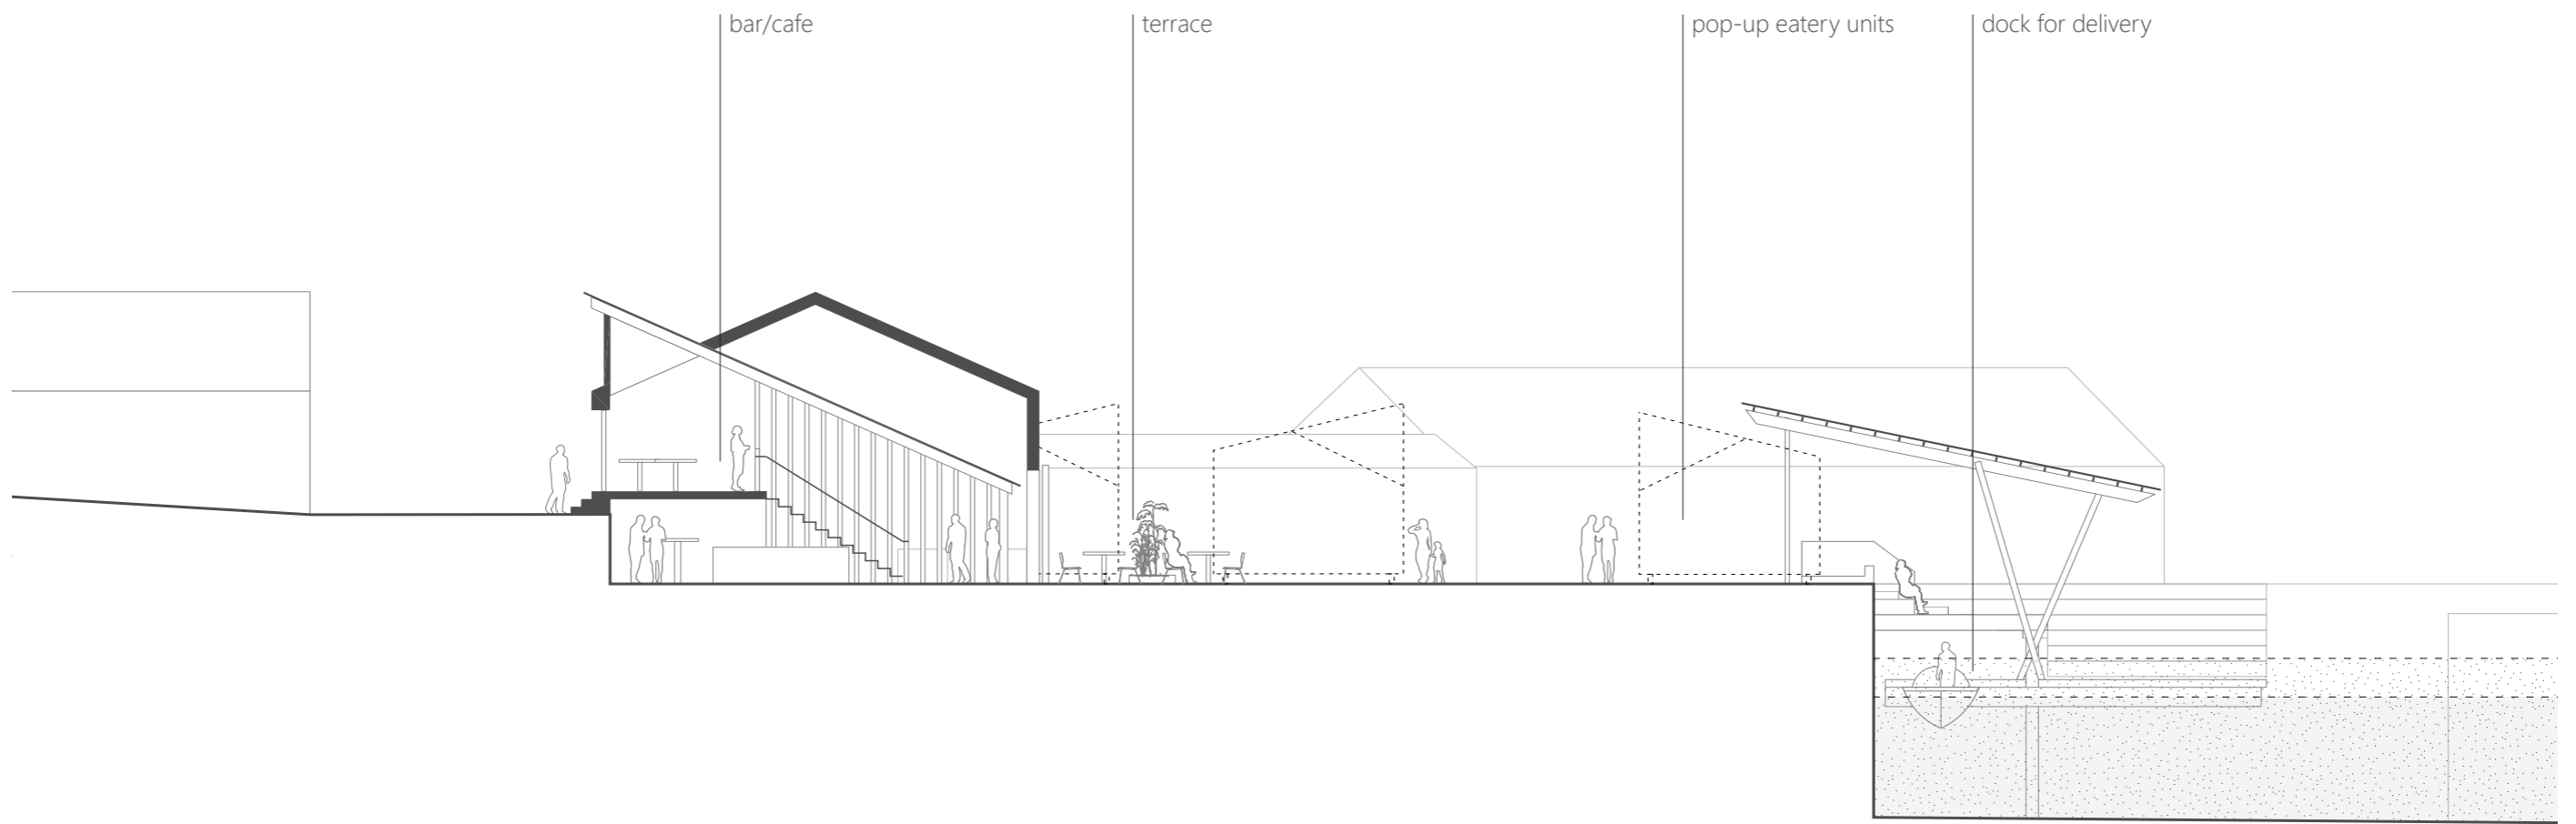 bar/cafe
terrace
pop-up eatery units
dock for delivery